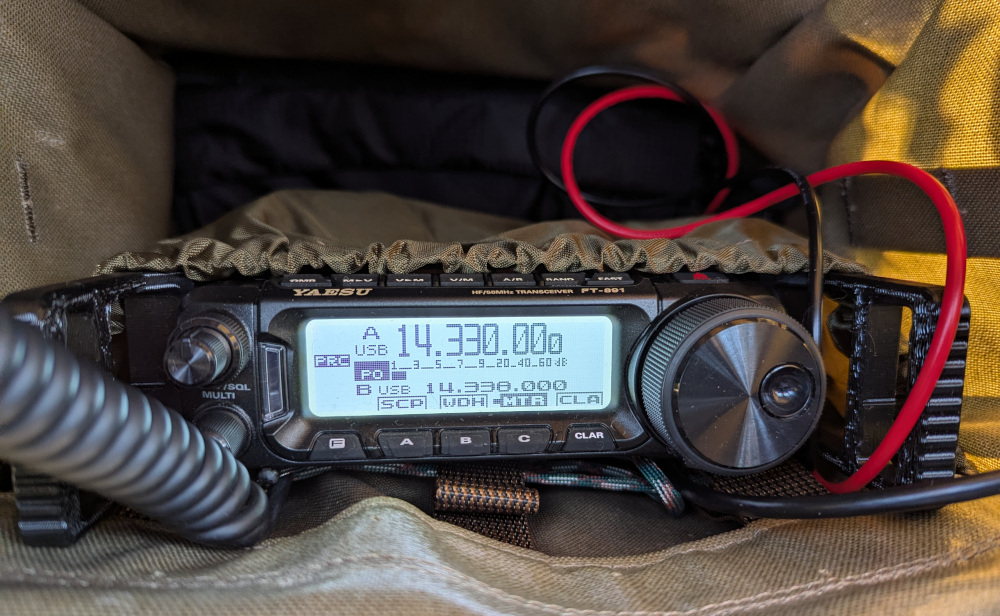 V/M A/B BAND FAST
YAESU HF/50MHz TRANSCEIVER FT-891
A 14.330.000
USB
PRC 1 3 5 7 9 20 40 60 dB
PO
B USB 14.338.000
SCP WDH MTR CLA
/SQL
MULTI
F A B C CLAR